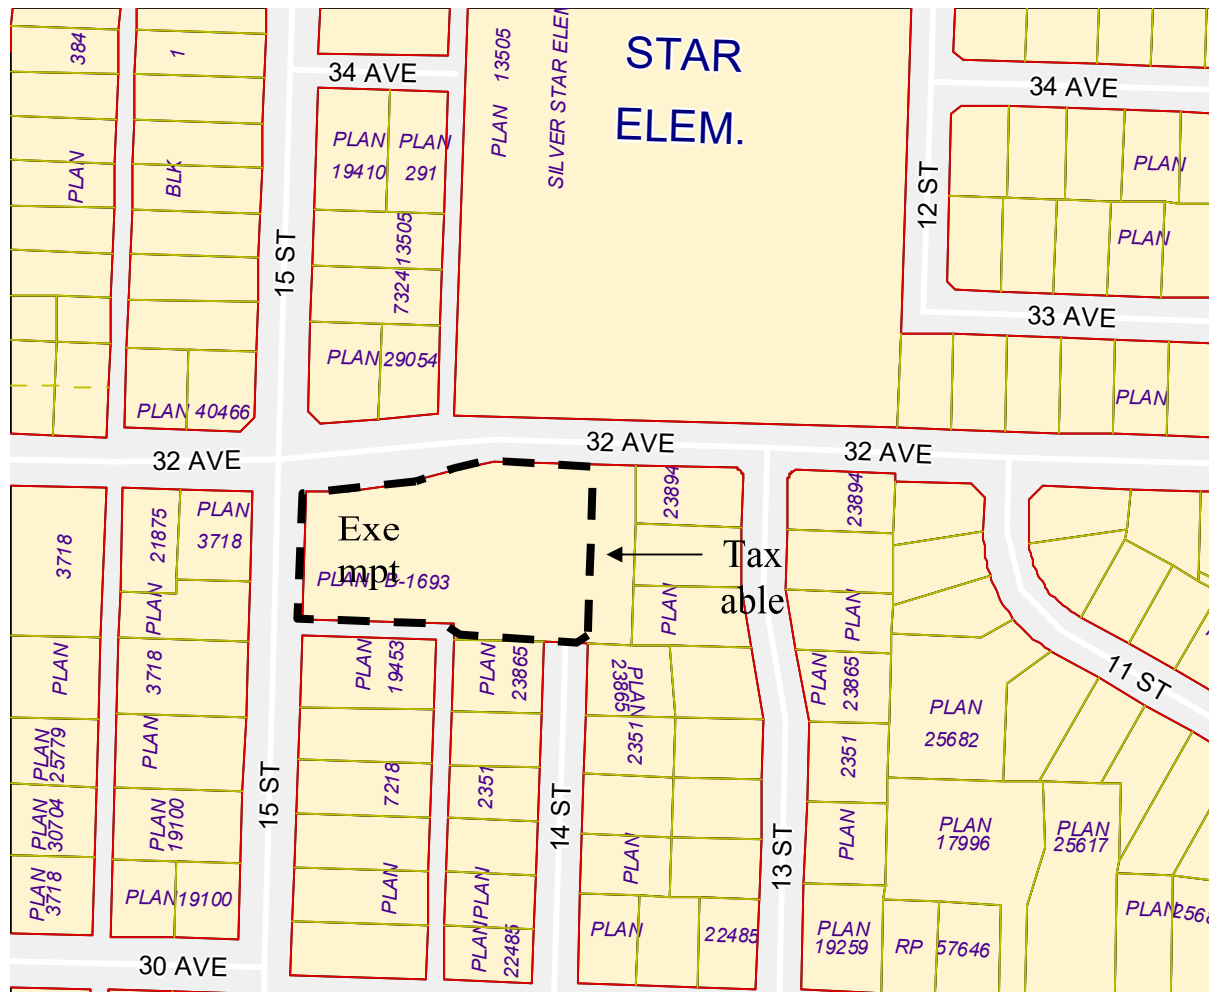 384
1
PLAN
BLK
34 AVE
PLAN 13505
SILVER STAR ELEM
STAR
ELEM.
34 AVE
PLAN
19410
PLAN
291
13505
7324
PLAN
PLAN
12 ST
15 ST
33 AVE
PLAN 29054
PLAN 40466
PLAN
32 AVE
32 AVE
32 AVE
3718
21875
PLAN
PLAN
3718
Exe
mpt
PLAN B-1693
23894
PLAN
Tax
able
23894
PLAN
PLAN
3718
PLAN
PLAN
19453
PLAN
23865
PLAN
23865
PLAN
23865
11 ST
PLAN
25682
PLAN
25779
PLAN
30704
PLAN
3718
PLAN
19100
PLAN 19100
15 ST
7218
PLAN
2351
PLAN
PLAN
22485
14 ST
2351
PLAN
PLAN
22485
13 ST
2351
PLAN
PLAN
19259
PLAN
17996
PLAN
25617
RP 57646
PLAN
30 AVE